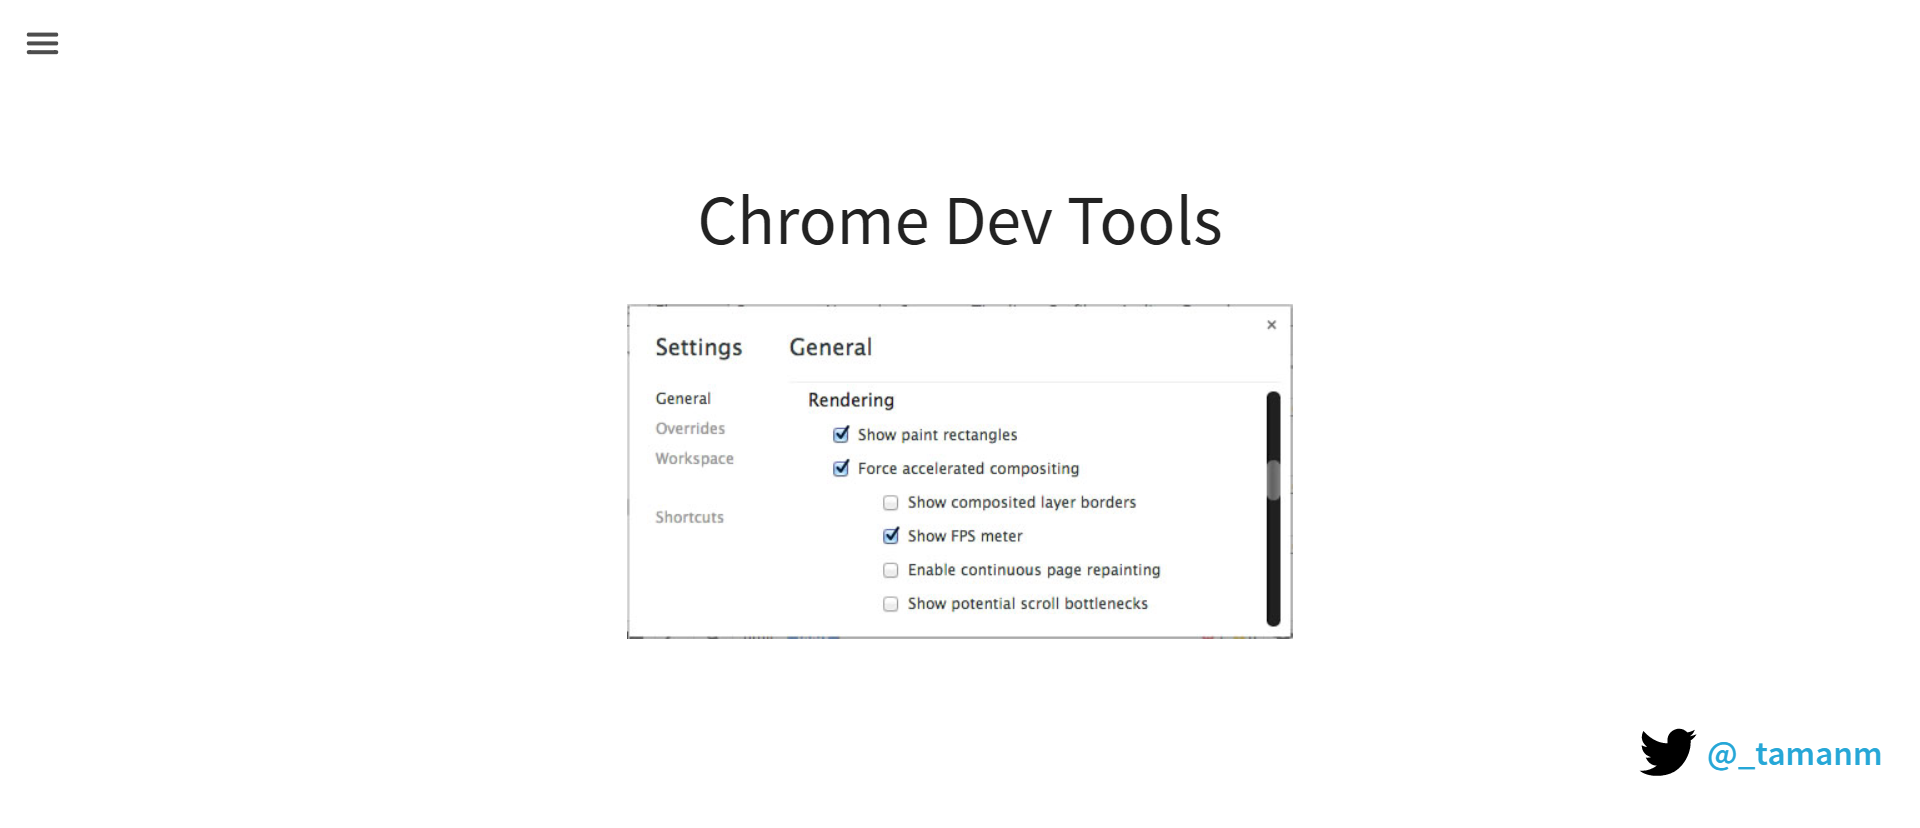 Chrome Dev Tools
Settings
General
General
Overrides
Workspace
Shortcuts
Rendering
Show paint rectangles
Force accelerated compositing
Show composited layer borders
Show FPS meter
Enable continuous page repainting
Show potential scroll bottlenecks
@_tamanm